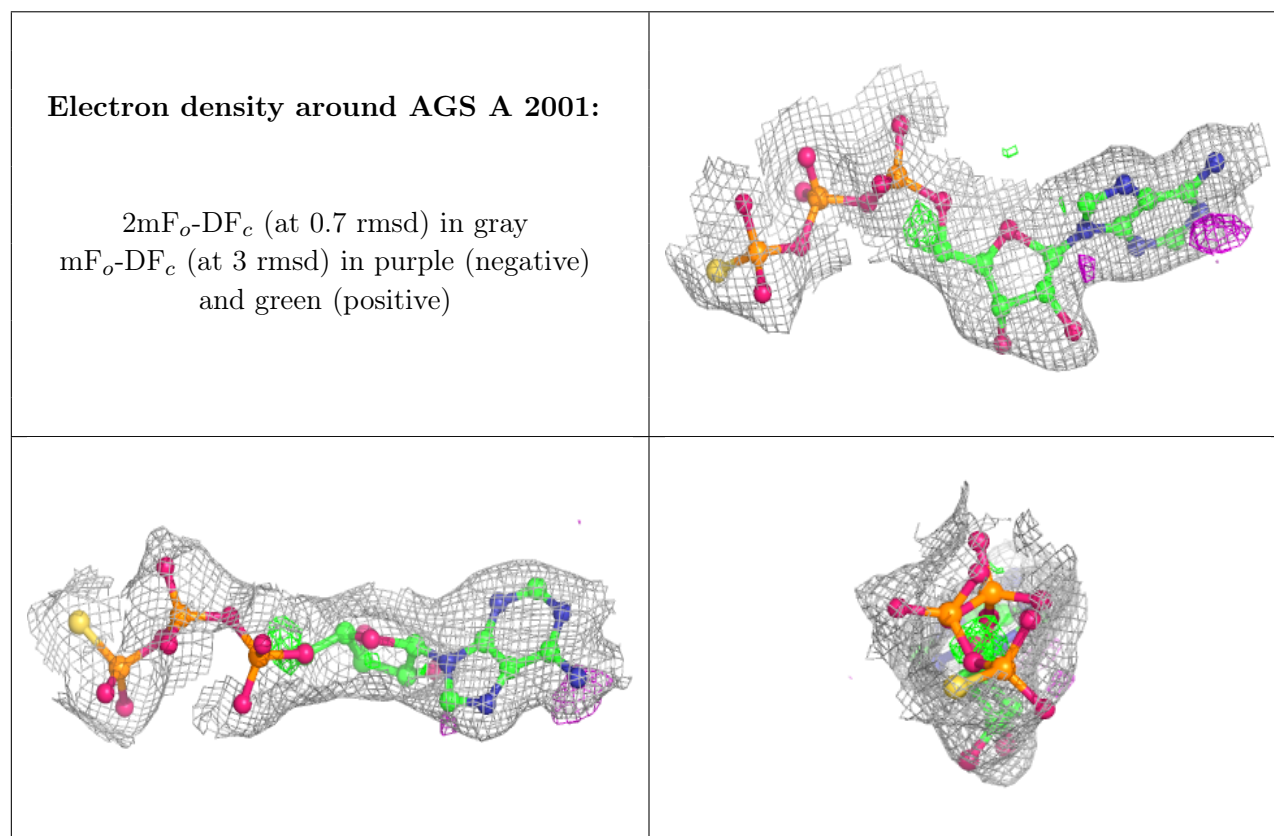 Electron density around AGS A 2001:
2mFₒ-DF𝒸 (at 0.7 rmsd) in gray
mFₒ-DF𝒸 (at 3 rmsd) in purple (negative)
and green (positive)